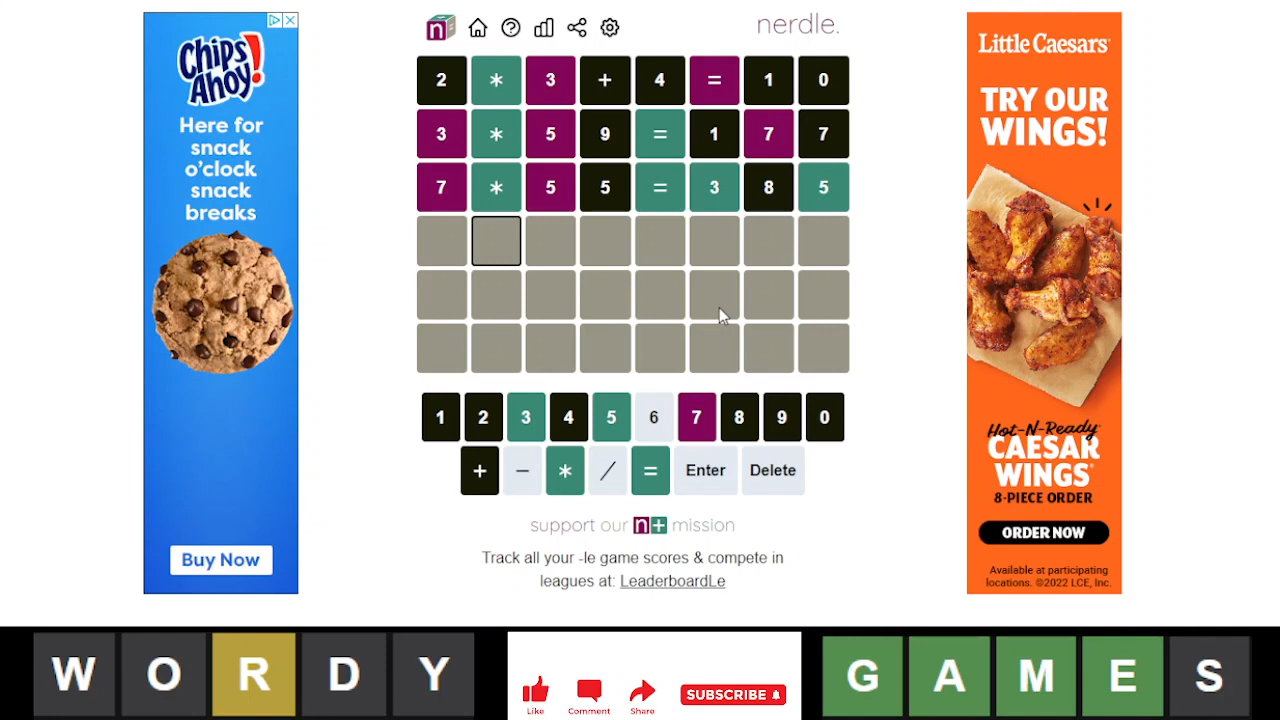 Chips
Ahoy!
Here for
snack
o'clock
snack
breaks
Buy Now
n
nerdle.
2 * 3 + 4 = 1 0
3 * 5 9 = 1 7 7
7 * 5 5 = 3 8 5
1 2 3 4 5 6 7 8 9 0
+ - * / = Enter Delete
support our n+ mission
Track all your -le game scores & compete in
leagues at: LeaderboardLe
Little Caesars®
TRY OUR
WINGS!
Hot-N-Ready®
CAESAR
WINGS®
8-PIECE ORDER
ORDER NOW
Available at participating
locations. ©2022 LCE, Inc.
WORDY
Like
Comment
Share
SUBSCRIBE
GAMES